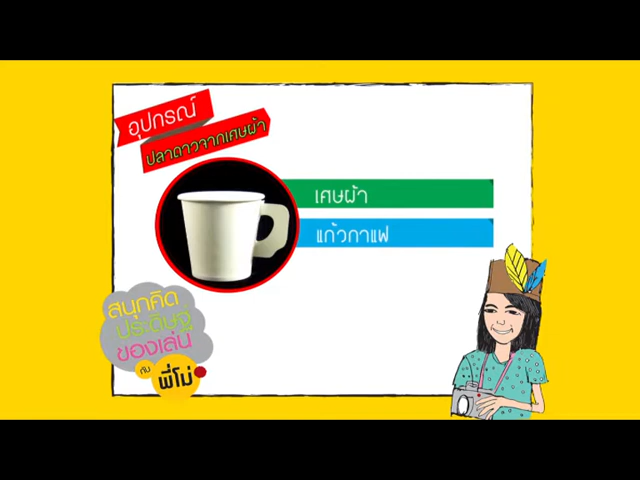 อุปกรณ์
ปลาดาวจากเศษผ้า
เศษผ้า
แก้วกาแฟ
สนุกคิด
ประดิษฐ์
ของเล่น
กับ
พี่โม่